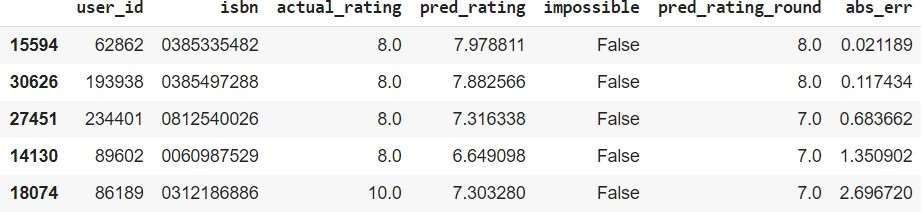 user_id isbn actual_rating pred_rating impossible pred_rating_round abs_err
15594 62862 0385335482 8.0 7.978811 False 8.0 0.021189
30626 193938 0385497288 8.0 7.882566 False 8.0 0.117434
27451 234401 0812540026 8.0 7.316338 False 7.0 0.683662
14130 89602 0060987529 8.0 6.649098 False 7.0 1.350902
18074 86189 0312186886 10.0 7.303280 False 7.0 2.696720